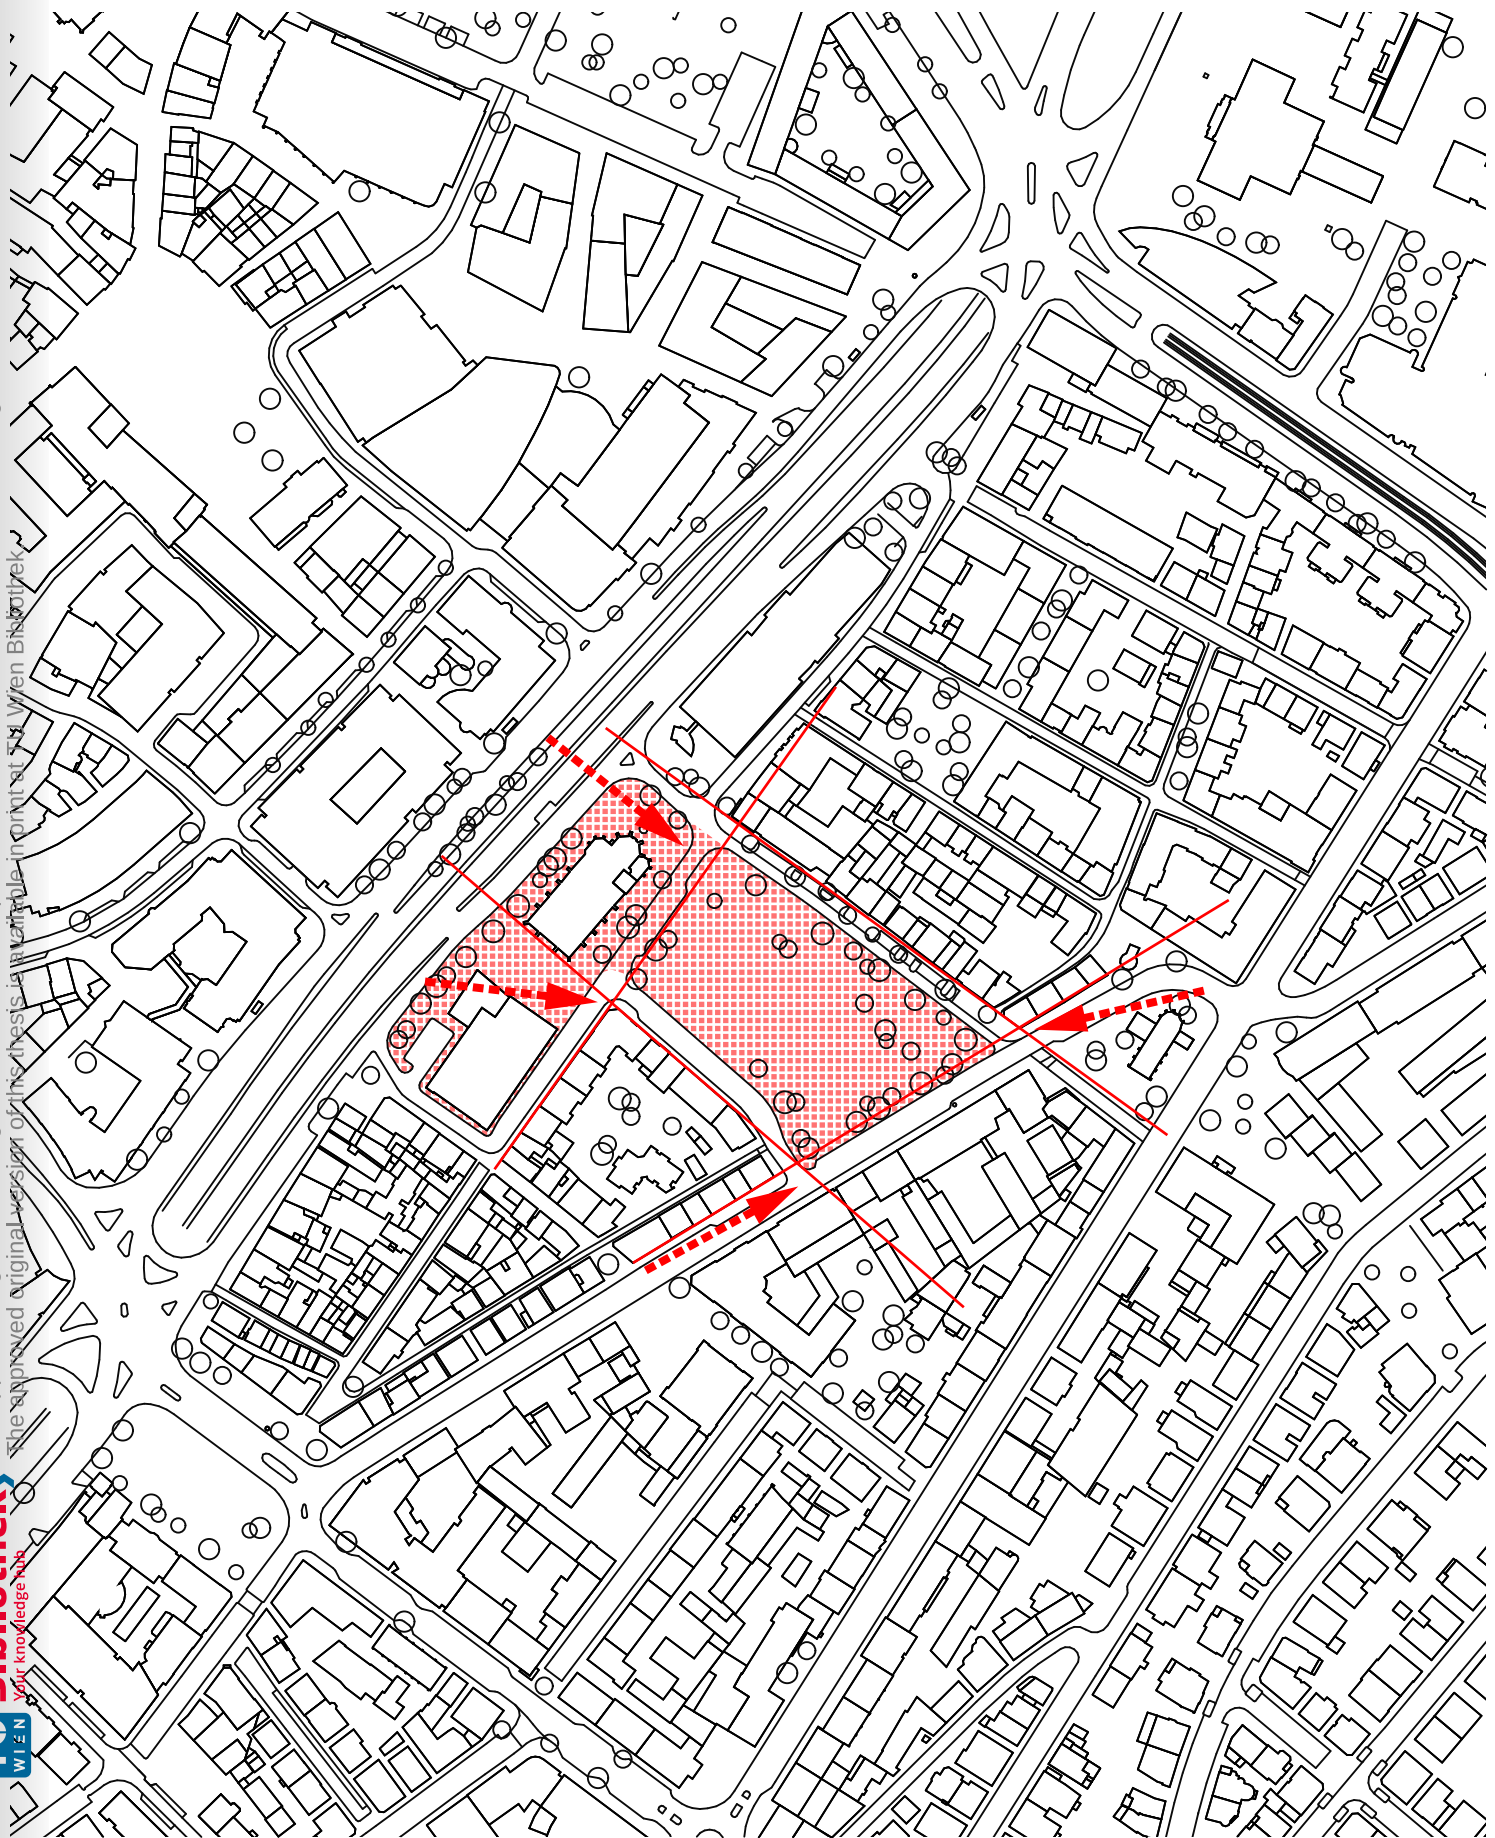 The approved original version of this thesis is available in print at TU Wien Bibliothek.
Bibliothek
Your knowledge hub
WIEN